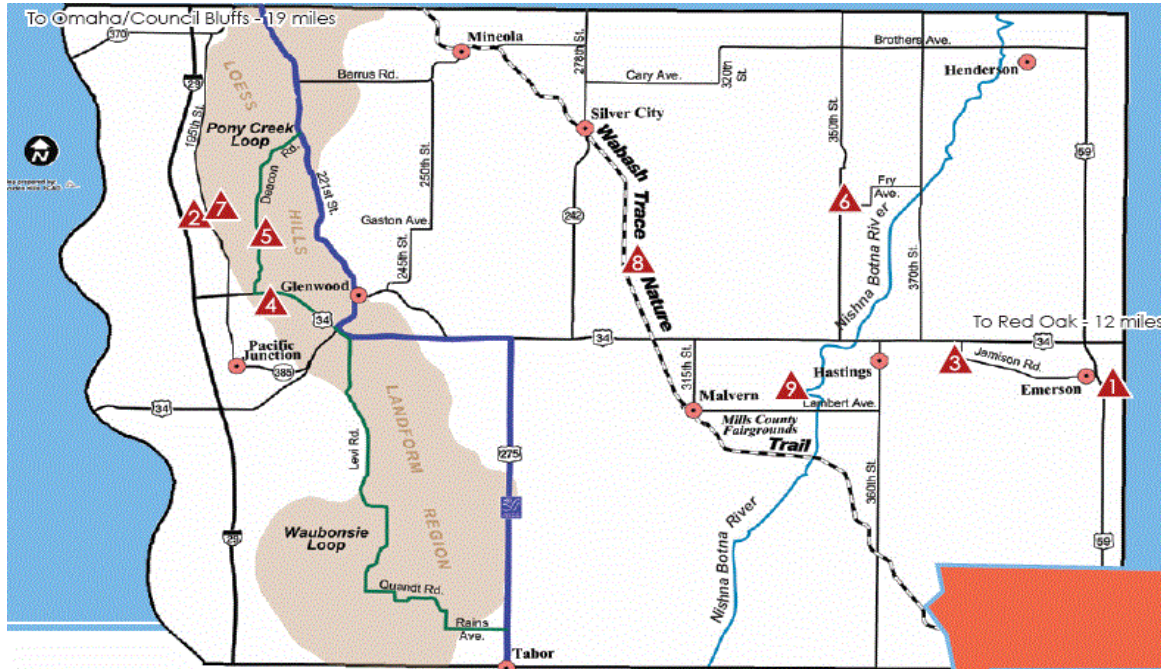 To Omaha/Council Bluffs - 19 miles
370
29
195th St.
LOESS
HILLS
LANDFORM
REGION
Pony Creek
Loop
Deacon
Rd.
221st St.
Barrus Rd.
Mineola
250th St.
Gaston Ave.
245th St.
278th St.
Cary Ave.
320th
St.
Brothers Ave.
Henderson
Silver City
Wabash
Trace
Nature
Trail
242
350th St.
59
Fry
Ave.
370th St.
Nishna Botna River
N
2
7
5
4
6
8
Glenwood
34
Pacific
Junction
385
34
34
To Red Oak - 12 miles
34
315th St.
Hastings
Jamison Rd.
3
Emerson
1
9
Malvern
Lambert Ave.
Mills County
Fairgrounds
Levi Rd.
275
360th St.
Nishna Botna
River
59
29
Waubonsie
Loop
Quandt Rd.
Rains
Ave.
Tabor